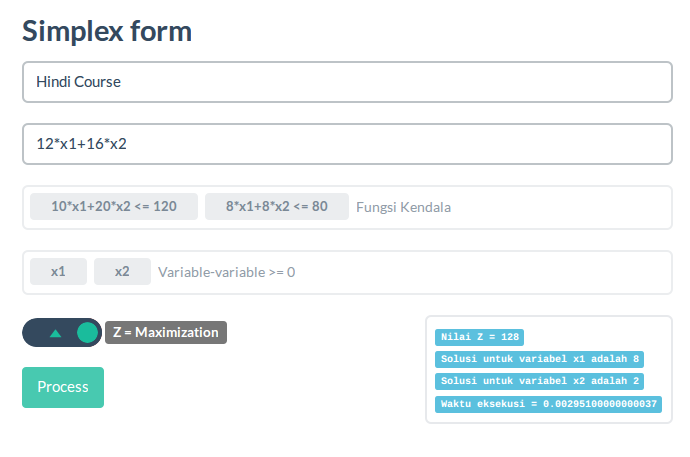 Simplex form
Hindi Course
12*x1+16*x2
10*x1+20*x2 <= 120 8*x1+8*x2 <= 80 Fungsi Kendala
x1 x2 Variable-variable >= 0
Z = Maximization
Process
Nilai Z = 128
Solusi untuk variabel x1 adalah 8
Solusi untuk variabel x2 adalah 2
Waktu eksekusi = 0.00295100000000037